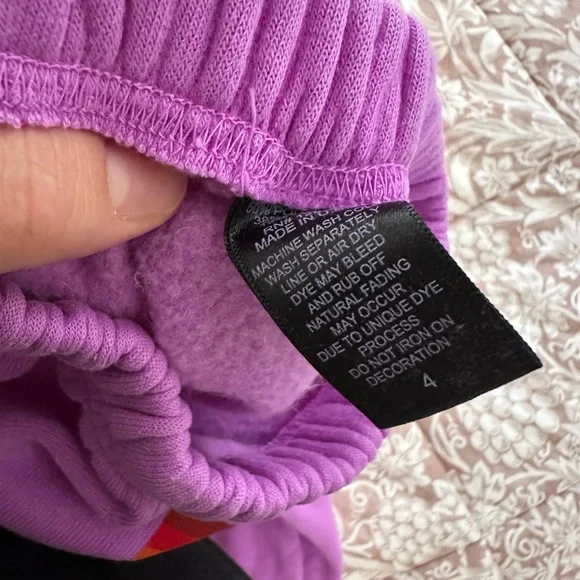 MADE IN
MACHINE WASH COLD
WASH SEPARATELY
LINE OR AIR DRY
DYE MAY BLEED
AND RUB OFF
NATURAL FADING
MAY OCCUR
DUE TO UNIQUE DYE
PROCESS
DO NOT IRON ON
DECORATION
4